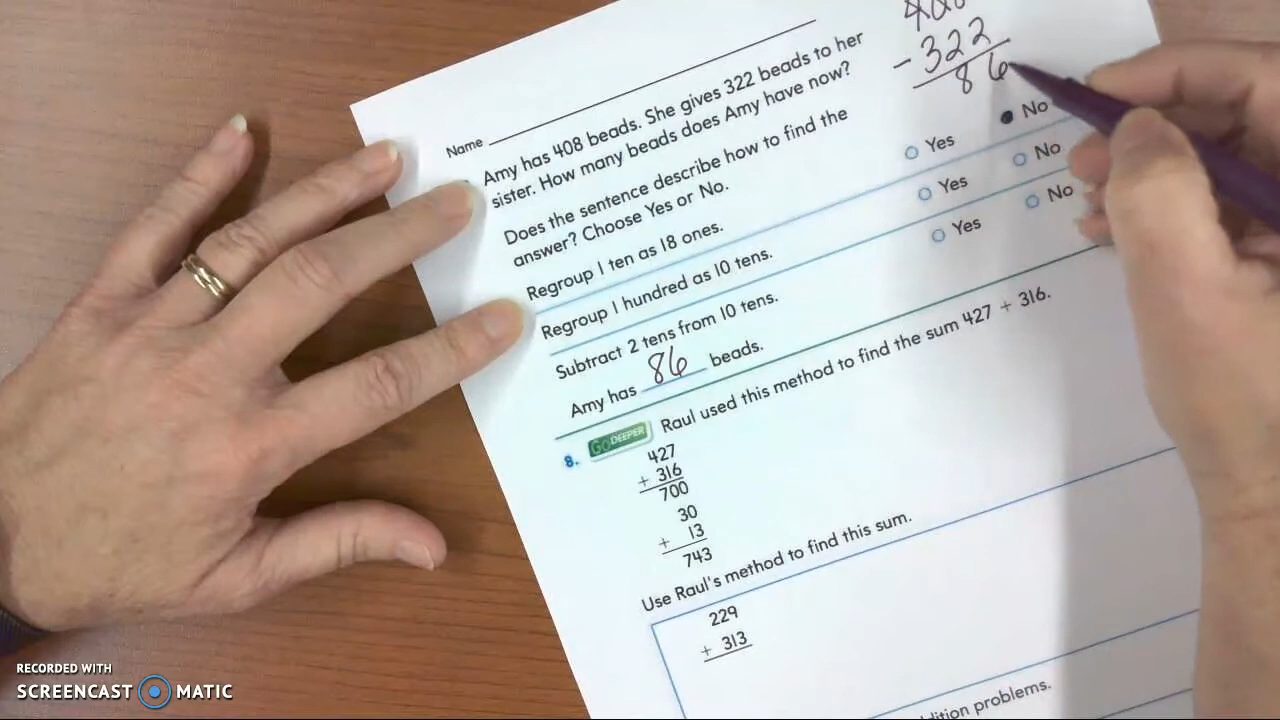 Name
Amy has 408 beads. She gives 322 beads to her
sister. How many beads does Amy have now?
408
- 322
86
Does the sentence describe how to find the
answer? Choose Yes or No.
Regroup 1 ten as 18 ones. Yes No
Regroup 1 hundred as 10 tens. Yes No
Subtract 2 tens from 10 tens. Yes No
Amy has 86 beads.
8. GO DEEPER Raul used this method to find the sum 427 + 316.
427
+ 316
700
30
+ 13
743
Use Raul's method to find this sum.
229
+ 313
dition problems.
RECORDED WITH
SCREENCAST MATIC